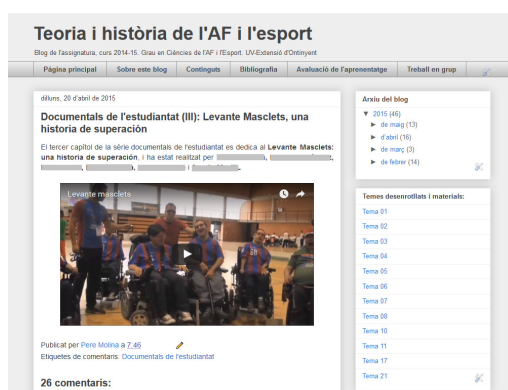 Teoria i història de l'AF i l'esport
Blog de l'assignatura, curs 2014-15. Grau en Ciències de l'AF i l'Esport. UV-Extensió d'Ontinyent
Página principal Sobre este blog Continguts Bibliografia Avaluació de l'aprenentatge Treball en grup
dilluns, 20 d'abril de 2015
Documentals de l'estudiantat (III): Levante Masclets, una
historia de superación
El tercer capítol de la sèrie documentals de l'estudiantat es dedica al Levante Masclets:
una historia de superación, i ha estat realitzat per
i
Levante masclets
Publicat per Pere Molina a 7:46
Etiquetes de comentaris: Documentals de l'estudiantat
26 comentaris:
Arxiu del blog
▼ 2015 (46)
► de maig (13)
► d'abril (16)
► de març (3)
► de febrer (14)
Temes desenrotllats i materials:
Tema 01
Tema 02
Tema 03
Tema 04
Tema 05
Tema 06
Tema 07
Tema 08
Tema 10
Tema 11
Tema 17
Tema 21